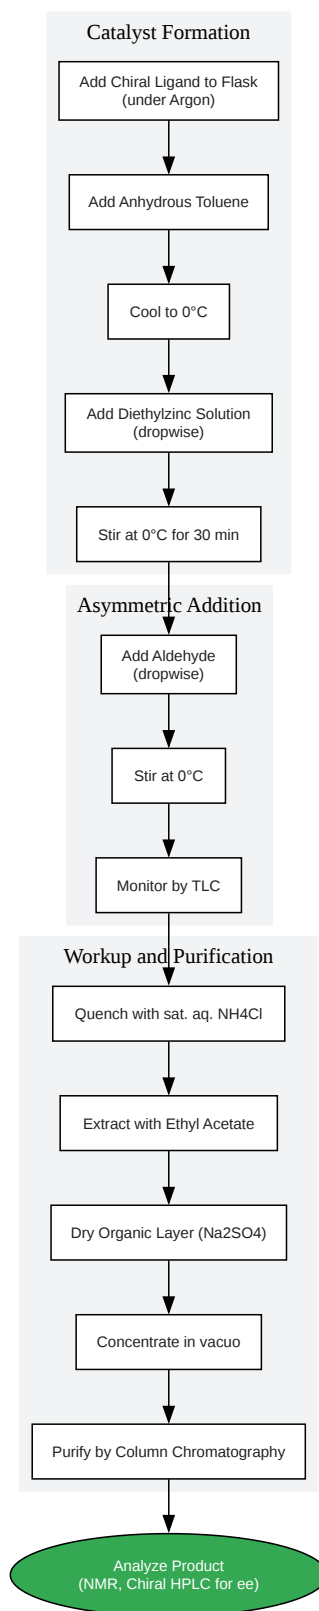 Catalyst Formation
Add Chiral Ligand to Flask
(under Argon)
Add Anhydrous Toluene
Cool to 0°C
Add Diethylzinc Solution
(dropwise)
Stir at 0°C for 30 min
Asymmetric Addition
Add Aldehyde
(dropwise)
Stir at 0°C
Monitor by TLC
Workup and Purification
Quench with sat. aq. NH4Cl
Extract with Ethyl Acetate
Dry Organic Layer (Na2SO4)
Concentrate in vacuo
Purify by Column Chromatography
Analyze Product
(NMR, Chiral HPLC for ee)